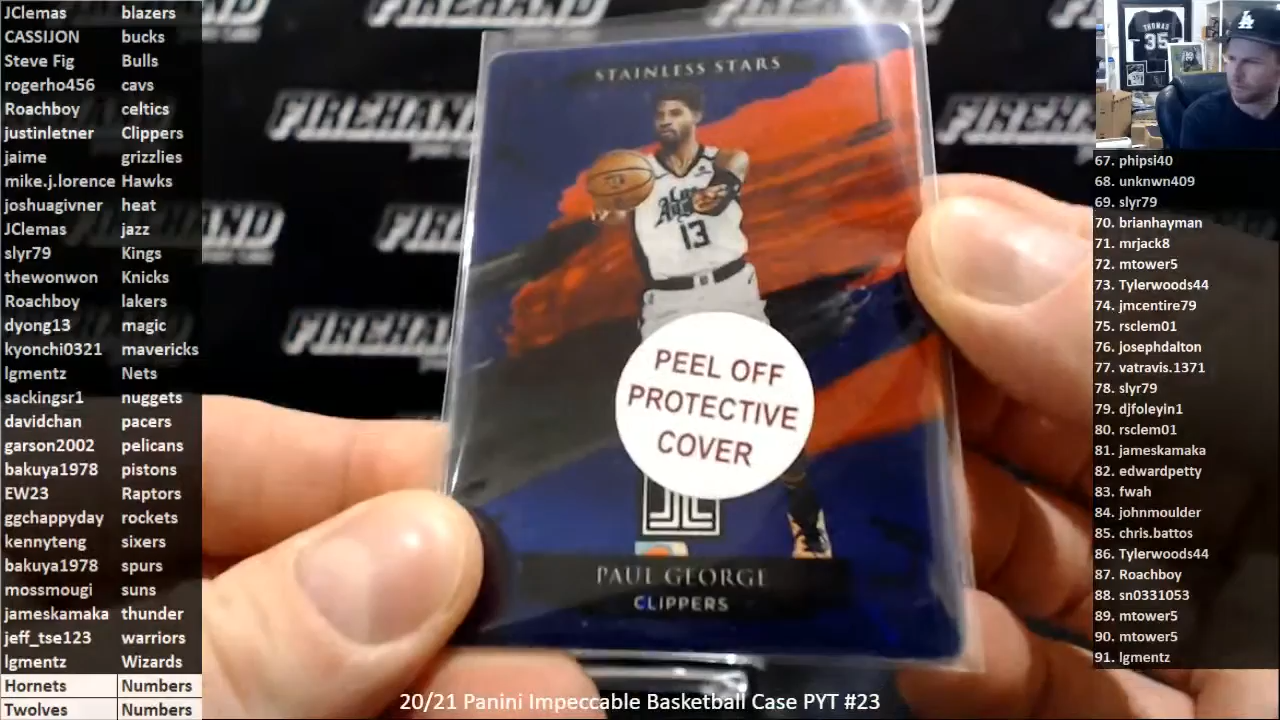 JClemas blazers
CASSIJON bucks
Steve Fig Bulls
rogerho456 cavs
Roachboy celtics
justinletner Clippers
jaime grizzlies
mike.j.lorence Hawks
joshuagivner heat
JClemas jazz
slyr79 Kings
thewonwon Knicks
Roachboy lakers
dyong13 magic
kyonchi0321 mavericks
lgmentz Nets
sackingsr1 nuggets
davidchan pacers
garson2002 pelicans
bakuya1978 pistons
EW23 Raptors
ggchappyday rockets
kennyteng sixers
bakuya1978 spurs
mossmougi suns
jameskamaka thunder
jeff_tse123 warriors
lgmentz Wizards
Hornets Numbers
Twolves Numbers
FIREHAND
FIREHAND
FIREHAND
STAINLESS STARS
Los
Angeles
13
PEEL OFF
PROTECTIVE
COVER
PAUL GEORGE
CLIPPERS
20/21 Panini Impeccable Basketball Case PYT #23
THOMAS
35
LA
67. phipsi40
68. unknwn409
69. slyr79
70. brianhayman
71. mrjack8
72. mtower5
73. Tylerwoods44
74. jmcentire79
75. rsclem01
76. josephdalton
77. vatravis.1371
78. slyr79
79. djfoleyin1
80. rsclem01
81. jameskamaka
82. edwardpetty
83. fwah
84. johnmoulder
85. chris.battos
86. Tylerwoods44
87. Roachboy
88. sn0331053
89. mtower5
90. mtower5
91. lgmentz